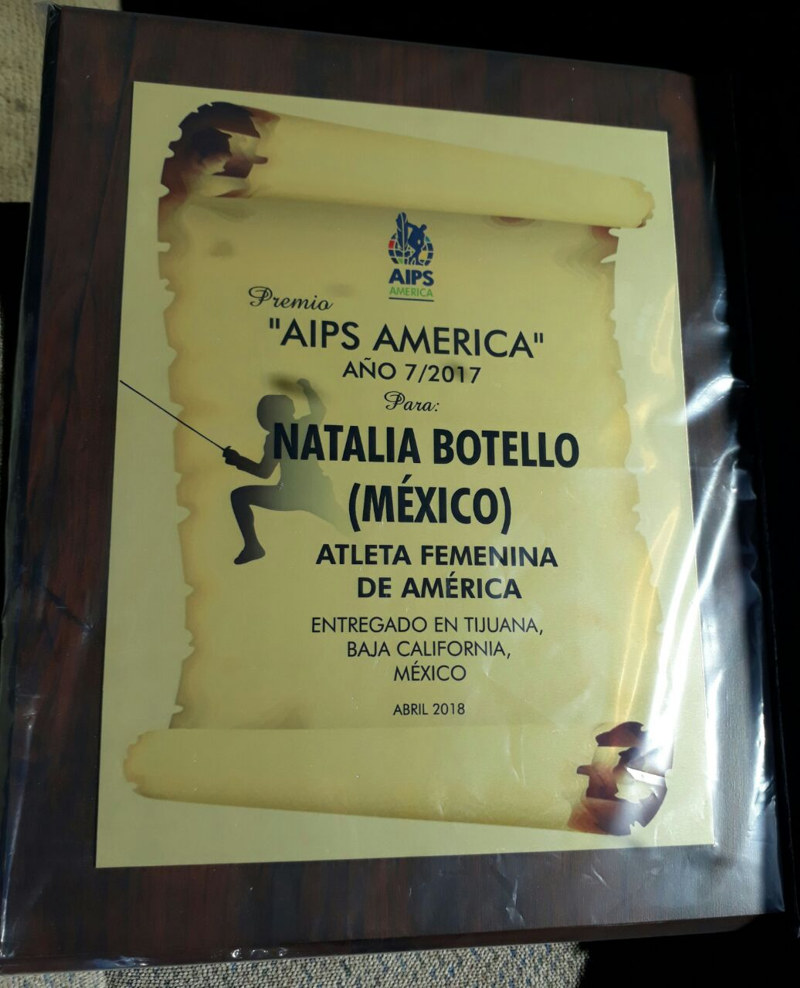 AIPS
AMERICA
Premio
"AIPS AMERICA"
AÑO 7/2017
Para:
NATALIA BOTELLO
(MÉXICO)
ATLETA FEMENINA
DE AMÉRICA
ENTREGADO EN TIJUANA,
BAJA CALIFORNIA,
MÉXICO
ABRIL 2018